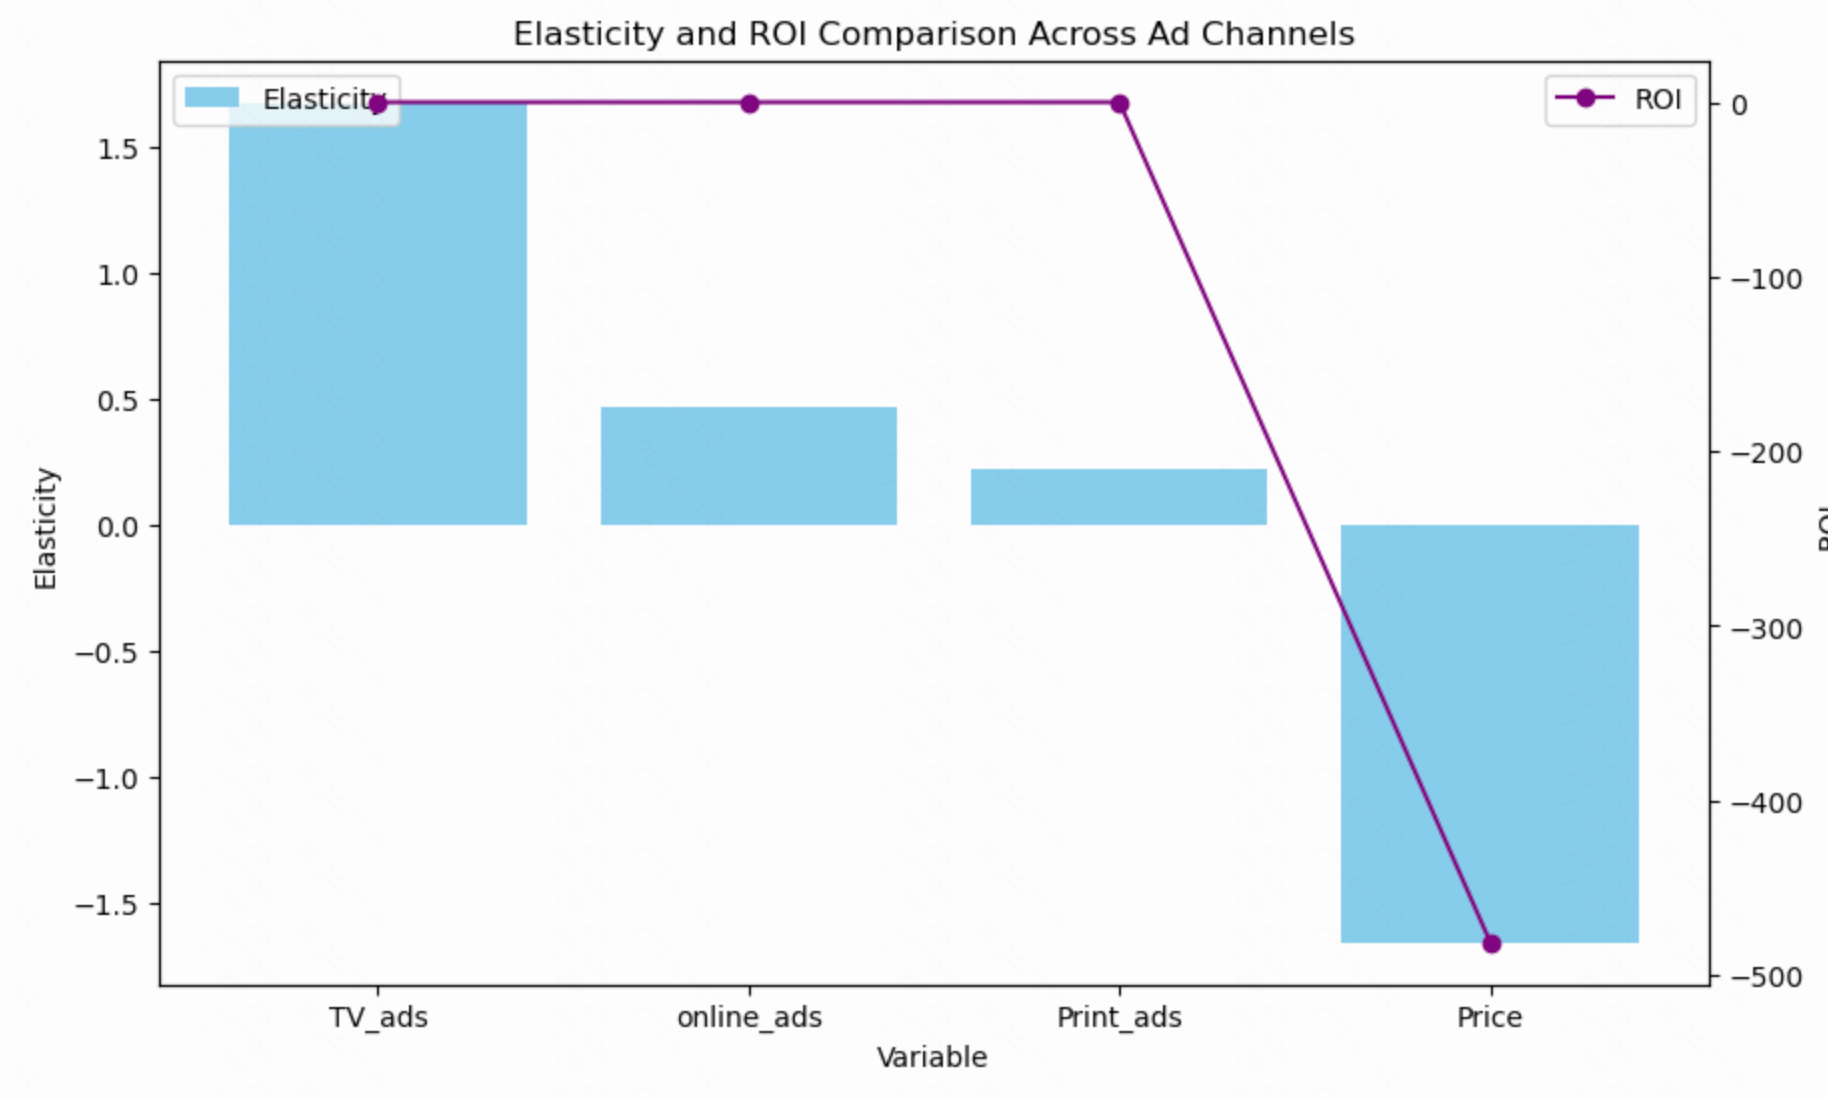 Elasticity and ROI Comparison Across Ad Channels
Elasticity
ROI
1.5
1.0
0.5
0.0
−0.5
−1.0
−1.5
Elasticity
0
−100
−200
−300
−400
−500
TV_ads
online_ads
Print_ads
Price
Variable